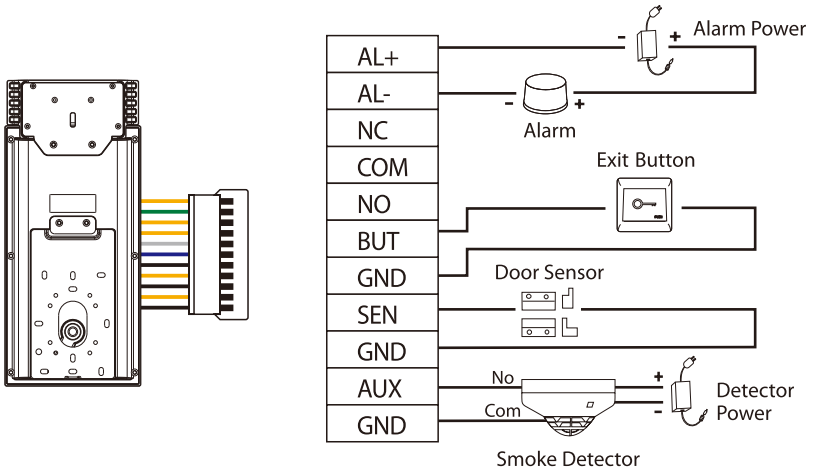 AL+
AL-
NC
COM
NO
BUT
GND
SEN
GND
AUX
GND
- + Alarm Power
- +
Alarm
Exit Button
Door Sensor
No
Com
+
-
Detector
Power
Smoke Detector